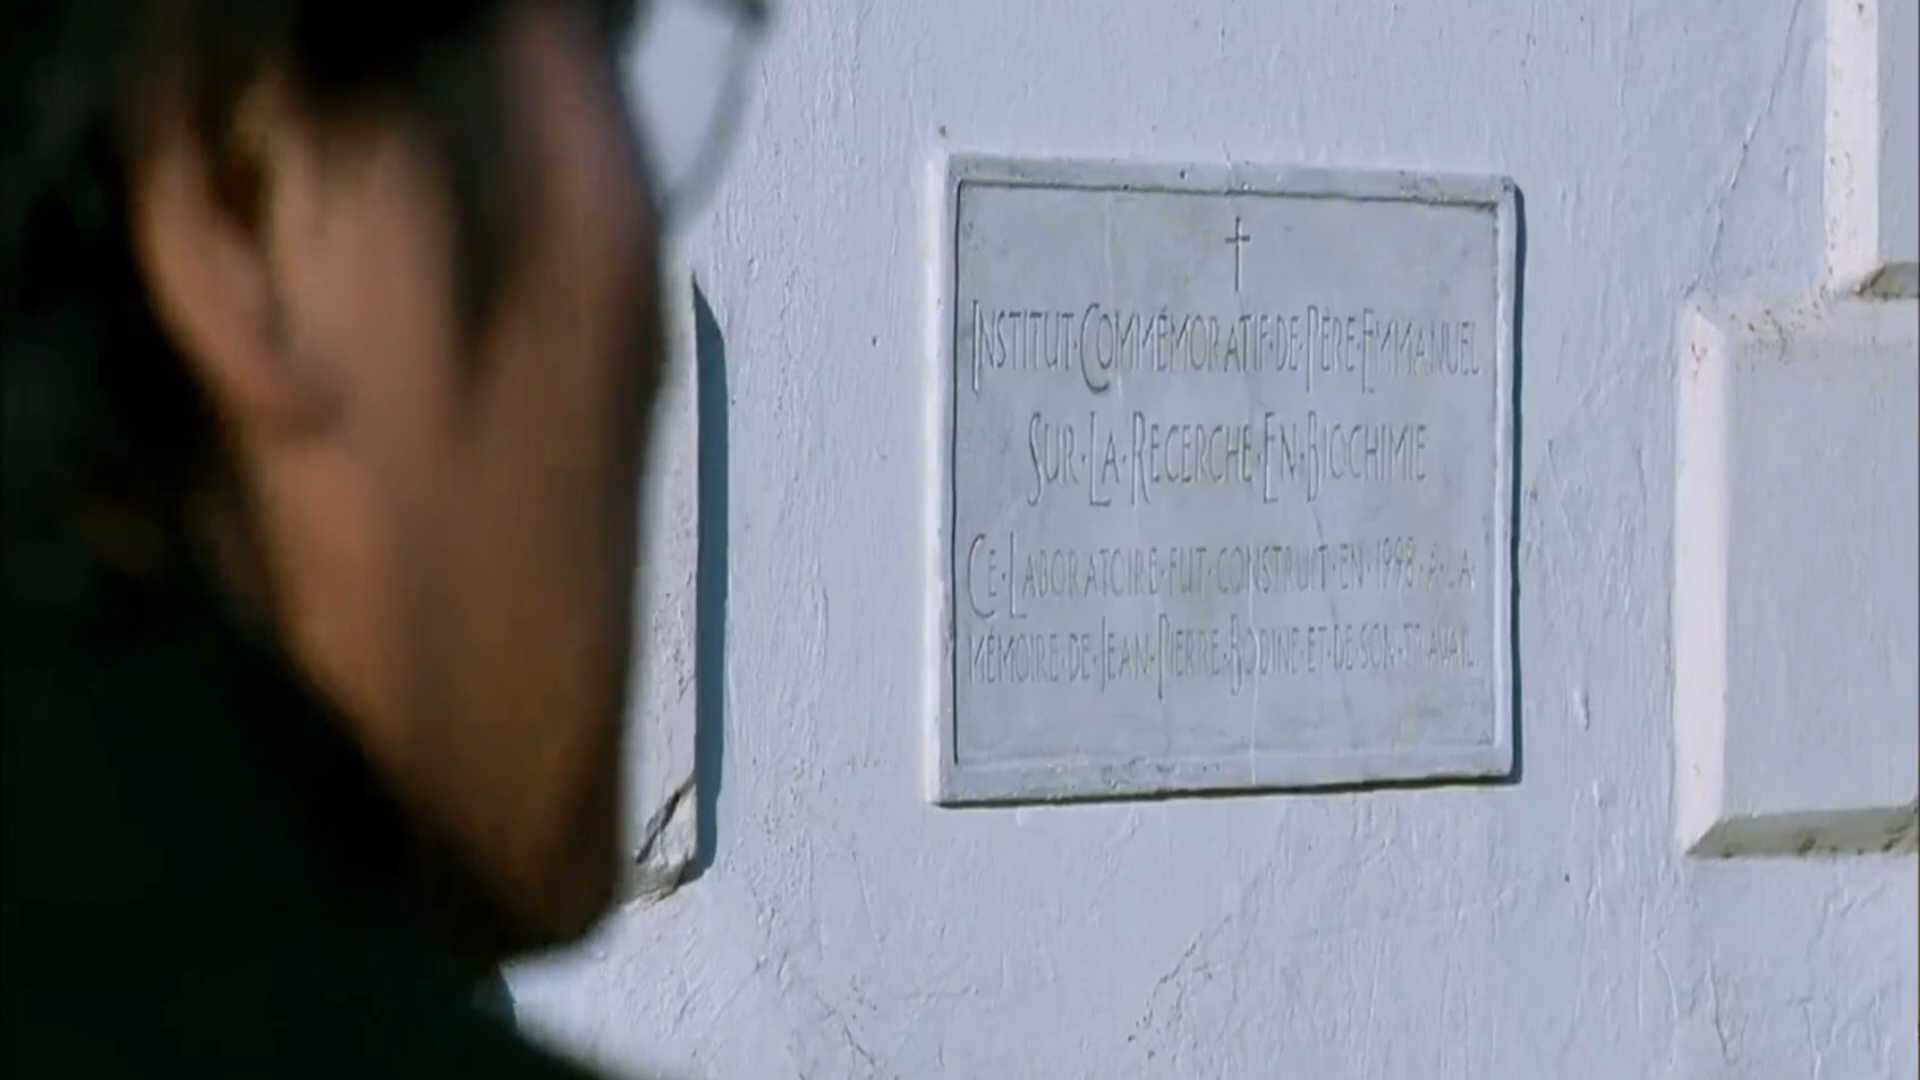 INSTITUT·COMMÉMORATIF·DE·PÈRE·EMMANUEL
SUR·LA·RECERCHE·EN·BIOCHIMIE
CE·LABORATOIRE·FUT·CONSTRUIT·EN·1998·A·LA
MÉMOIRE·DE·JEAN·PIERRE·BODINE·ET·DE·SON·TRAVAIL